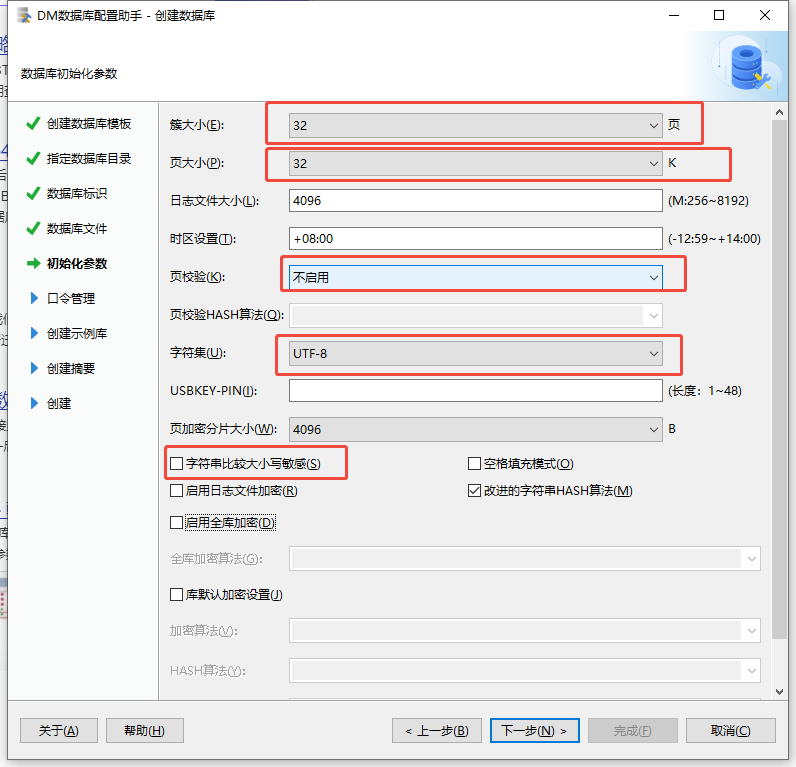 DM数据库配置助手 - 创建数据库
数据库初始化参数
创建数据库模板
指定数据库目录
数据库标识
数据库文件
初始化参数
口令管理
创建示例库
创建摘要
创建
簇大小(E): 32 页
页大小(P): 32 K
日志文件大小(L): 4096 (M:256~8192)
时区设置(T): +08:00 (-12:59~+14:00)
页校验(K): 不启用
页校验HASH算法(Q):
字符集(U): UTF-8
USBKEY-PIN(I): (长度: 1~48)
页加密分片大小(W): 4096 B
字符串比较大小写敏感(S) 空格填充模式(O)
启用日志文件加密(R) 改进的字符串HASH算法(M)
启用全库加密(D)
全库加密算法(G):
库默认加密设置(J)
加密算法(V):
HASH算法(Y):
关于(A) 帮助(H) < 上一步(B) 下一步(N) > 完成(F) 取消(C)